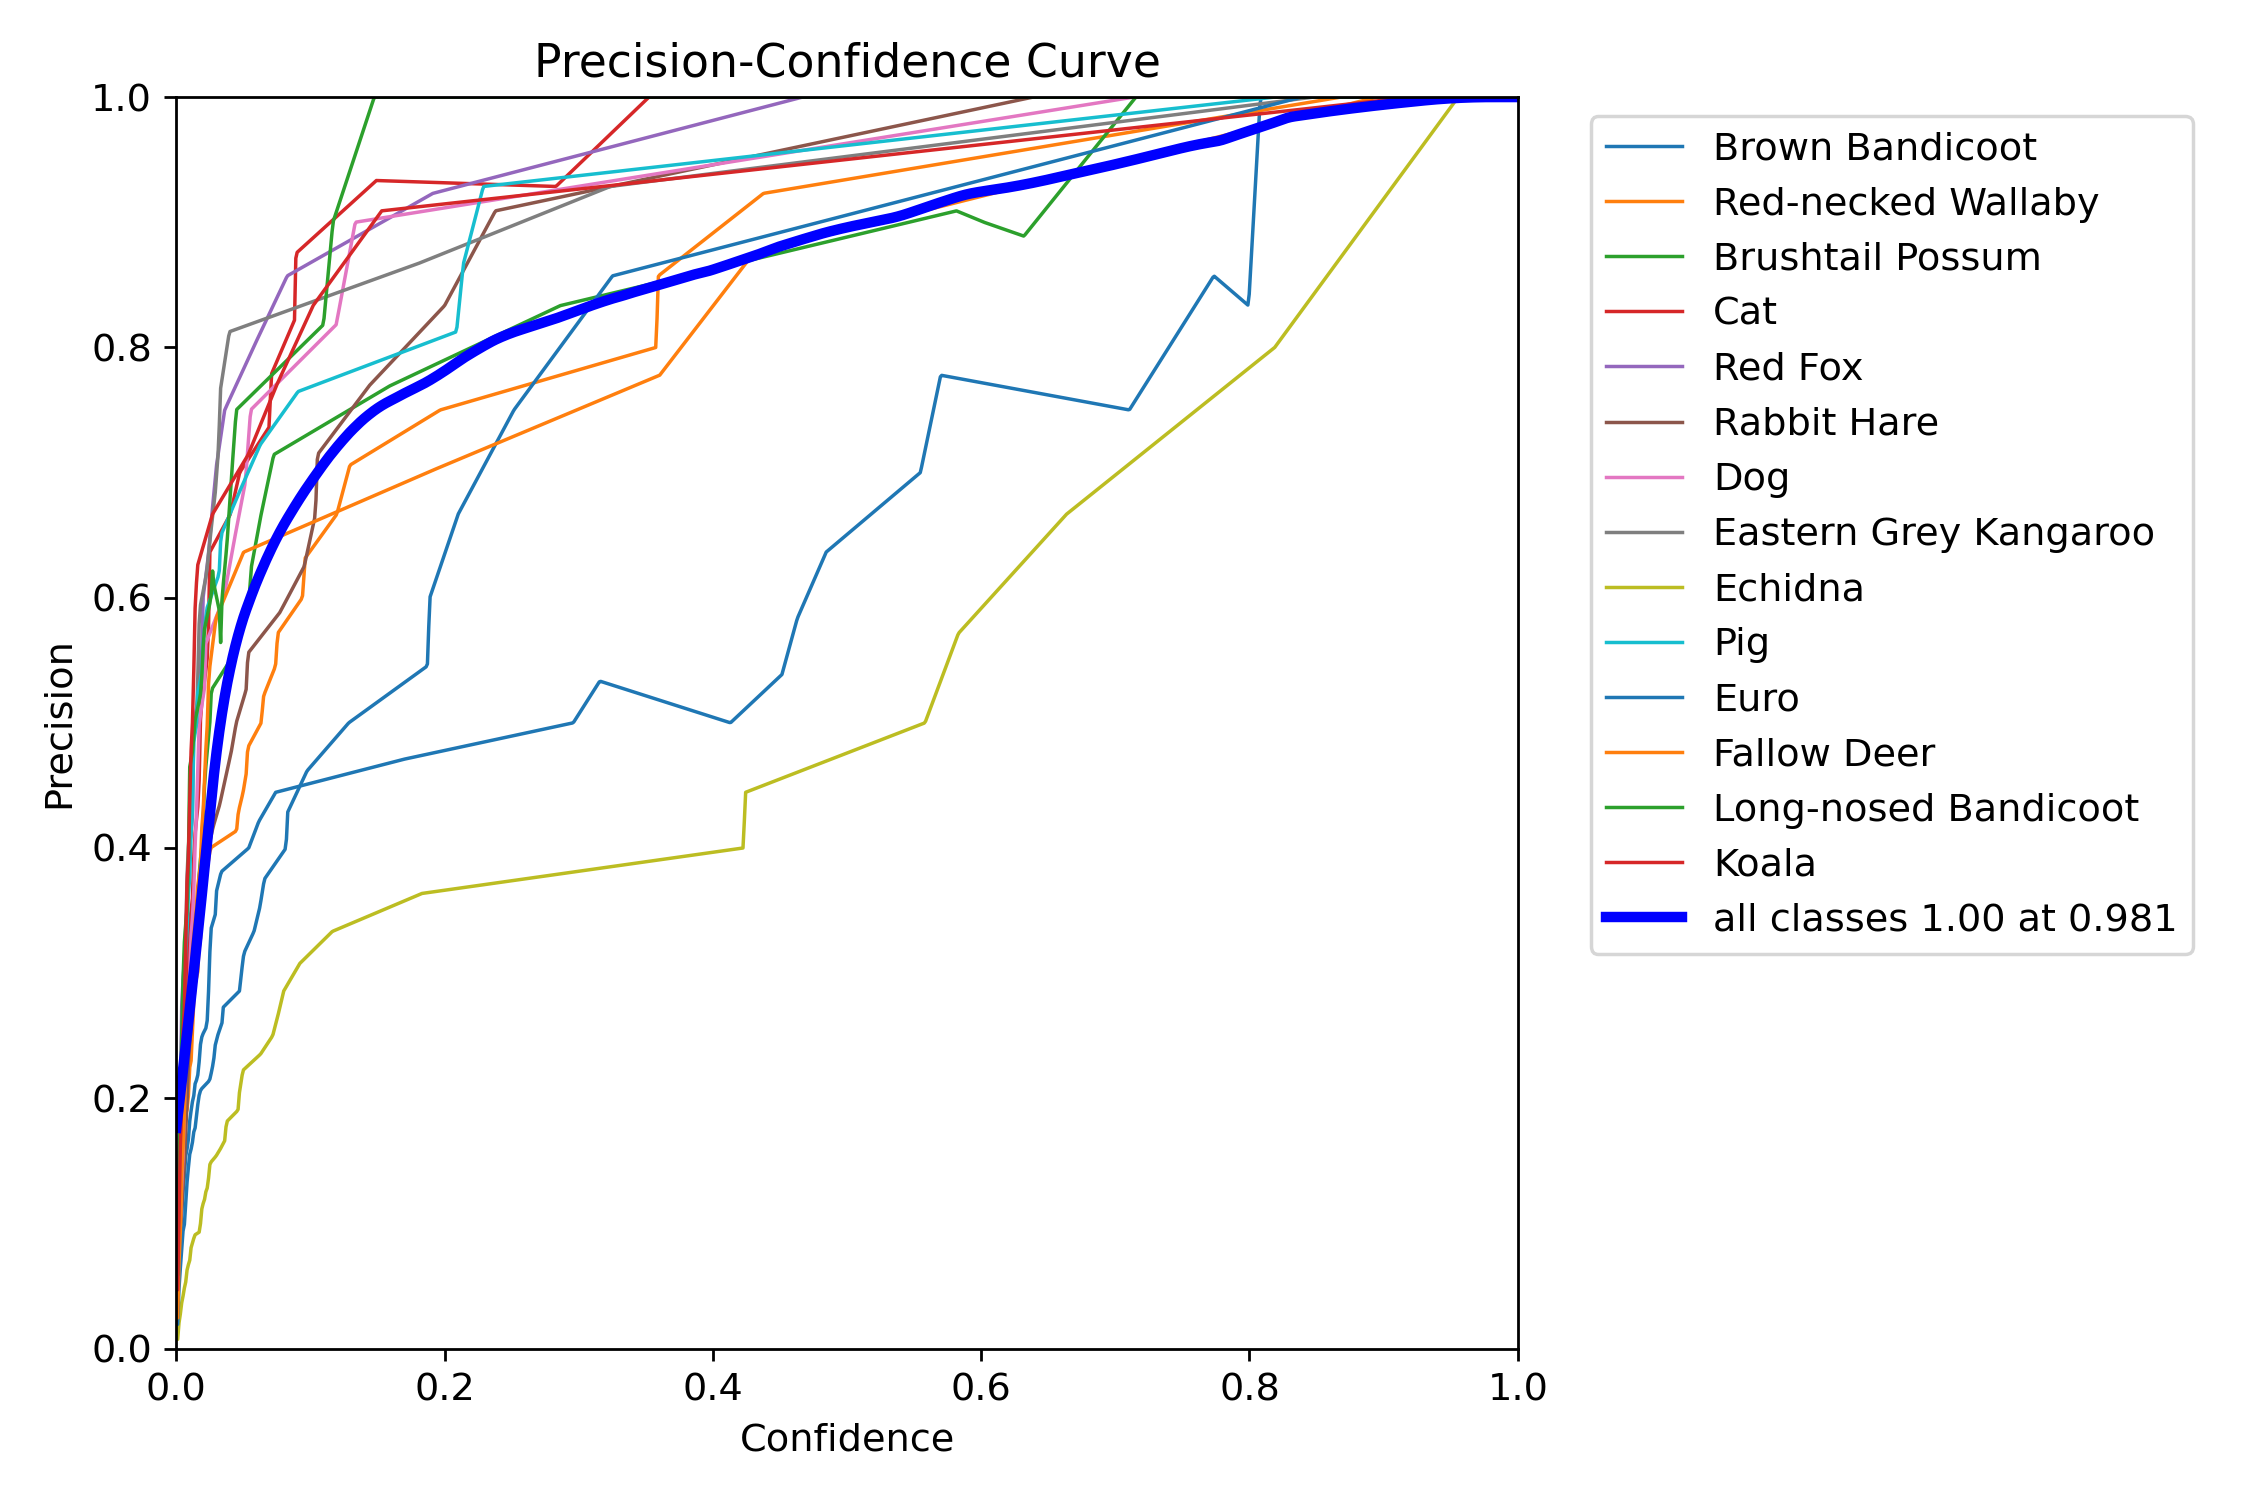 Precision-Confidence Curve
1.0
0.8
0.6
0.4
0.2
0.0
Precision
0.0 0.2 0.4 0.6 0.8 1.0
Confidence
Brown Bandicoot
Red-necked Wallaby
Brushtail Possum
Cat
Red Fox
Rabbit Hare
Dog
Eastern Grey Kangaroo
Echidna
Pig
Euro
Fallow Deer
Long-nosed Bandicoot
Koala
all classes 1.00 at 0.981